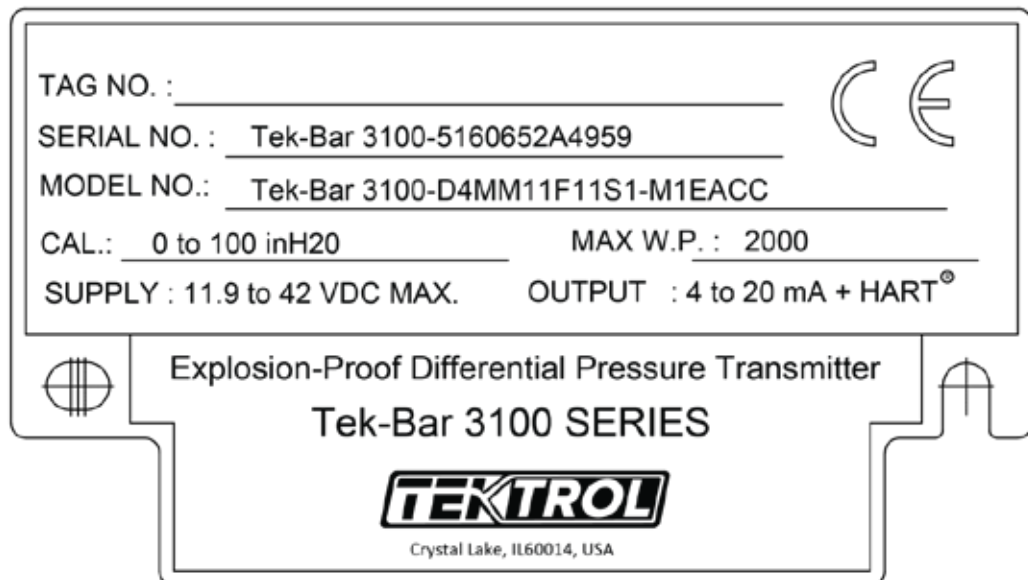 TAG NO. :
SERIAL NO. : Tek-Bar 3100-5160652A4959
MODEL NO.: Tek-Bar 3100-D4MM11F11S1-M1EACC
CAL.: 0 to 100 inH20 MAX W.P. : 2000
SUPPLY : 11.9 to 42 VDC MAX. OUTPUT : 4 to 20 mA + HART®
CE
Explosion-Proof Differential Pressure Transmitter
Tek-Bar 3100 SERIES
TEKTROL
Crystal Lake, IL60014, USA